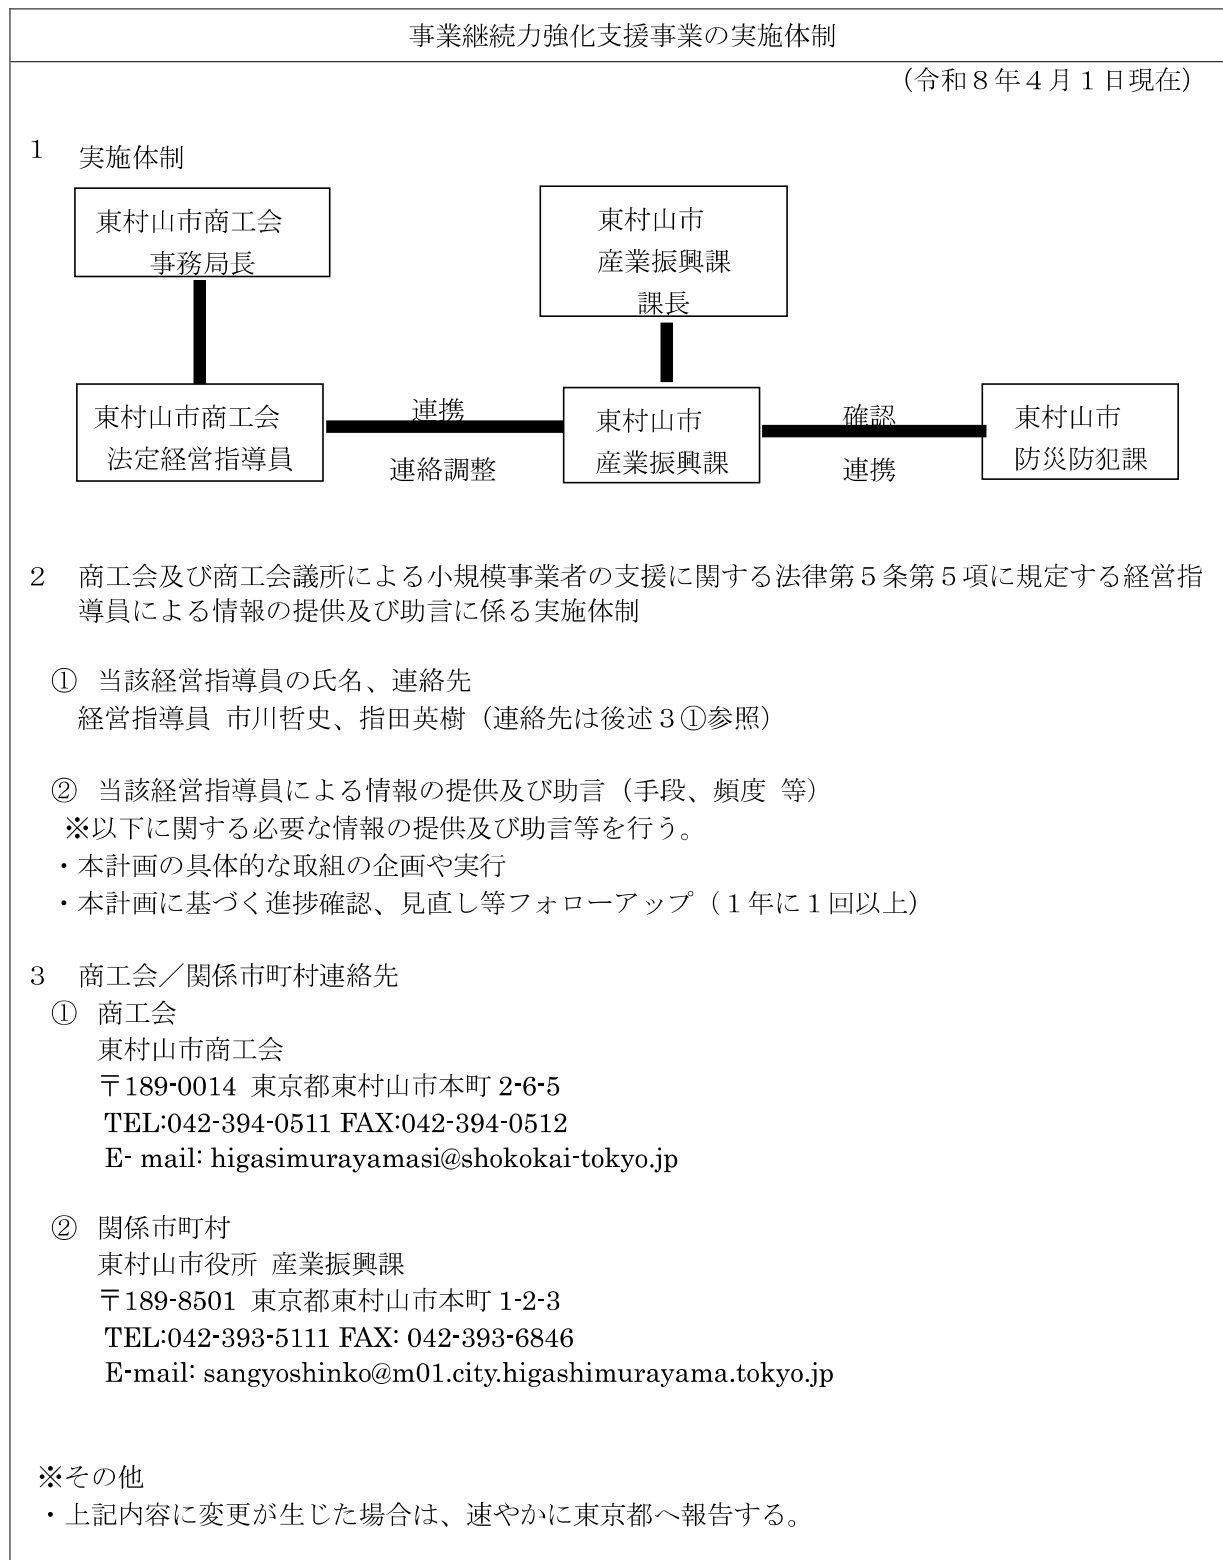 事業継続力強化支援事業の実施体制
（令和８年４月１日現在）
１　実施体制
東村山市商工会
事務局長
東村山市
産業振興課
課長
東村山市商工会
法定経営指導員
連携
連絡調整
東村山市
産業振興課
確認
連携
東村山市
防災防犯課
２　商工会及び商工会議所による小規模事業者の支援に関する法律第５条第５項に規定する経営指
導員による情報の提供及び助言に係る実施体制
① 当該経営指導員の氏名、連絡先
経営指導員 市川哲史、指田英樹（連絡先は後述３①参照）
② 当該経営指導員による情報の提供及び助言（手段、頻度 等）
※以下に関する必要な情報の提供及び助言等を行う。
・本計画の具体的な取組の企画や実行
・本計画に基づく進捗確認、見直し等フォローアップ（１年に１回以上）
３　商工会／関係市町村連絡先
① 商工会
東村山市商工会
〒189-0014 東京都東村山市本町 2-6-5
TEL:042-394-0511 FAX:042-394-0512
E- mail: higasimurayamasi@shokokai-tokyo.jp
② 関係市町村
東村山市役所 産業振興課
〒189-8501 東京都東村山市本町 1-2-3
TEL:042-393-5111 FAX: 042-393-6846
E-mail: sangyoshinko@m01.city.higashimurayama.tokyo.jp
※その他
・上記内容に変更が生じた場合は、速やかに東京都へ報告する。